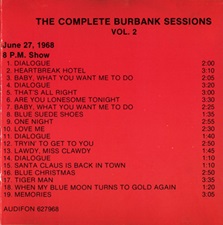 THE COMPLETE BURBANK SESSIONS
VOL. 2
June 27, 1968
8 P.M. Show
1. DIALOGUE 2:00
2. HEARTBREAK HOTEL 3:10
3. BABY, WHAT YOU WANT ME TO DO 2:05
4. DIALOGUE 3:20
5. THAT'S ALL RIGHT 3:00
6. ARE YOU LONESOME TONIGHT 2:20
7. BABY, WHAT YOU WANT ME TO DO 2:20
8. BLUE SUEDE SHOES 1:35
9. ONE NIGHT 2:55
10. LOVE ME 2:30
11. DIALOGUE
12. TRYIN' TO GET TO YOU 2:50
13. LAWDY, MISS CLAWDY 2:45
14. DIALOGUE 1:10
15. SANTA CLAUS IS BACK IN TOWN 1:10
16. BLUE CHRISTMAS 2:50
17. TIGER MAN 3:35
18. WHEN MY BLUE MOON TURNS TO GOLD AGAIN 1:50
19. MEMORIES 3:05
AUDIFON 627968